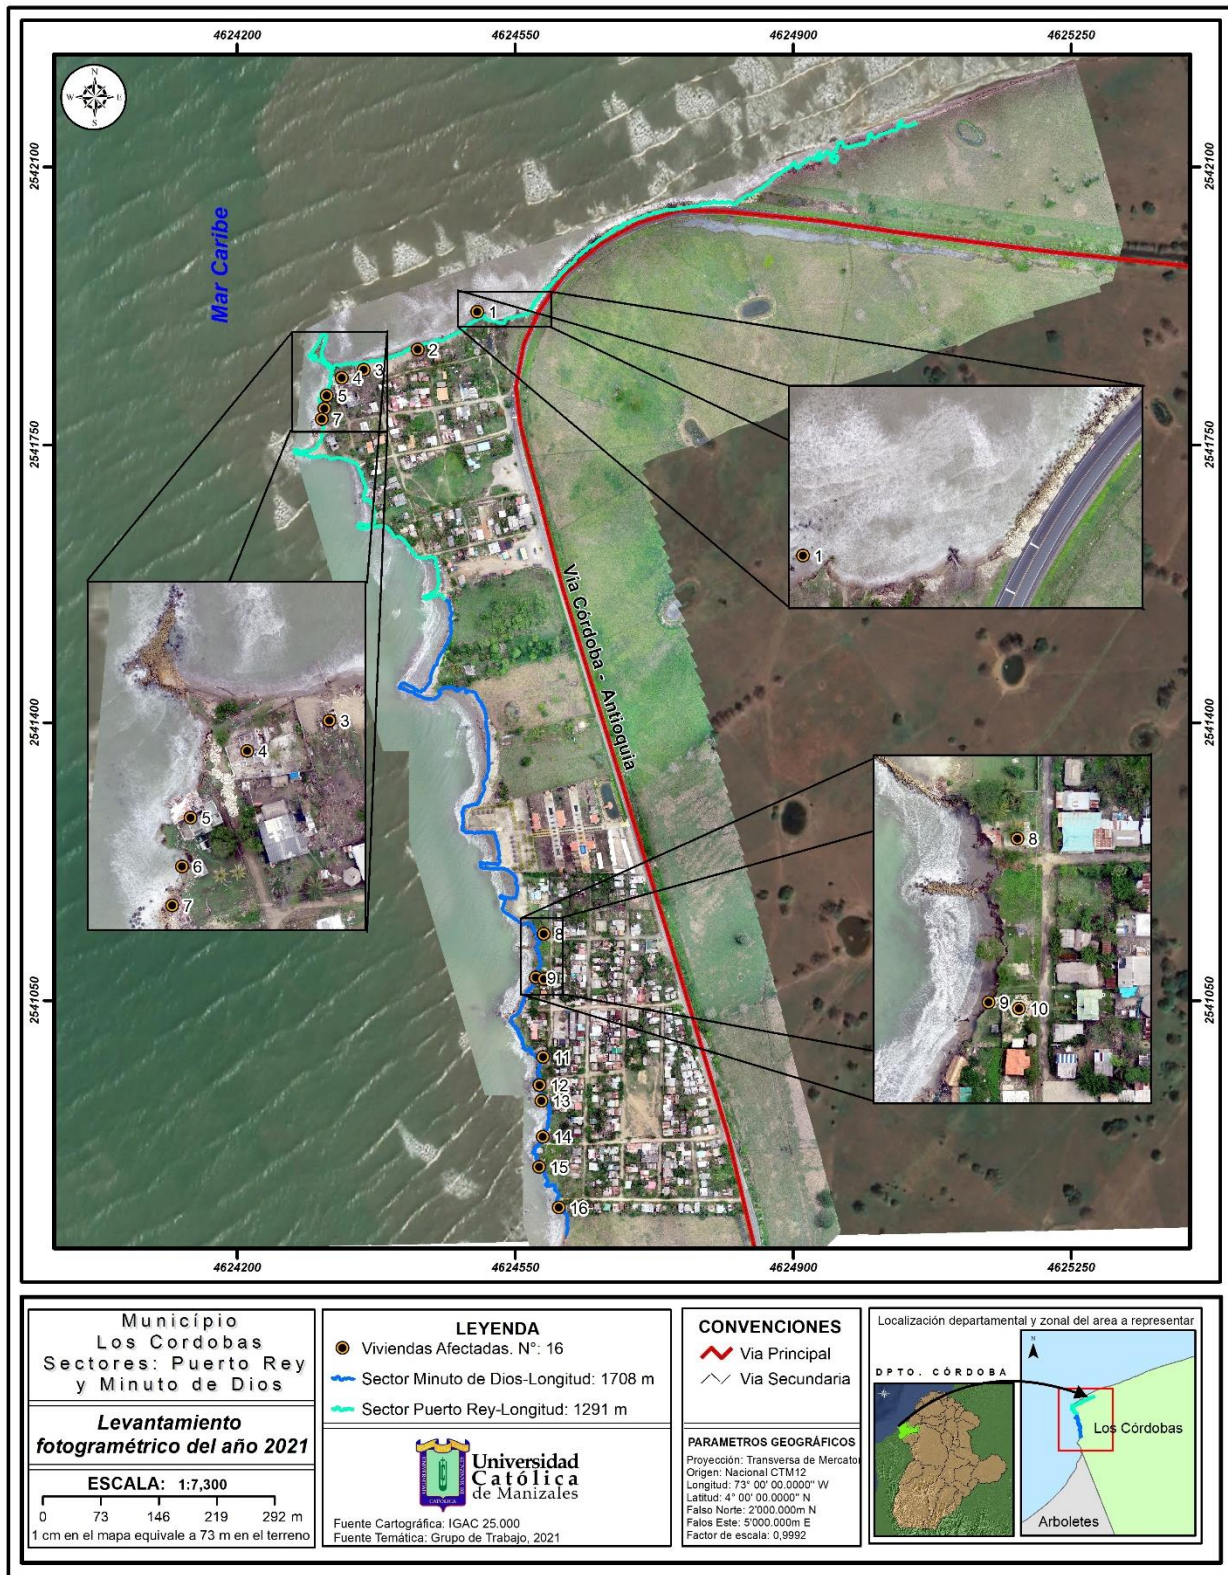 4624200
4624550
4624900
4625250
N
W
E
S
2542100
2542100
Mar Caribe
1
2
3
4
5
7
2541750
2541750
1
Via Córdoba - Antioquia
3
4
5
6
7
2541400
2541400
8
9
10
8
9
2541050
2541050
11
12
13
14
15
16
4624200
4624550
4624900
4625250
Município
Los Cordobas
Sectores: Puerto Rey
y Minuto de Dios
Levantamiento
fotogramétrico del año 2021
ESCALA: 1:7,300
0 73 146 219 292 m
1 cm en el mapa equivale a 73 m en el terreno
LEYENDA
Viviendas Afectadas. N°: 16
Sector Minuto de Dios-Longitud: 1708 m
Sector Puerto Rey-Longitud: 1291 m
Universidad
Católica
de Manizales
Fuente Cartográfica: IGAC 25.000
Fuente Temática: Grupo de Trabajo, 2021
CONVENCIONES
Via Principal
Via Secundaria
PARAMETROS GEOGRÁFICOS
Proyección: Transversa de Mercator
Origen: Nacional CTM12
Longitud: 73° 00' 00.0000" W
Latitud: 4° 00' 00.0000" N
Falso Norte: 2'000.000m N
Falos Este: 5'000.000m E
Factor de escala: 0,9992
Localización departamental y zonal del area a representar
DPTO. CÓRDOBA
N
Los Córdobas
Arboletes